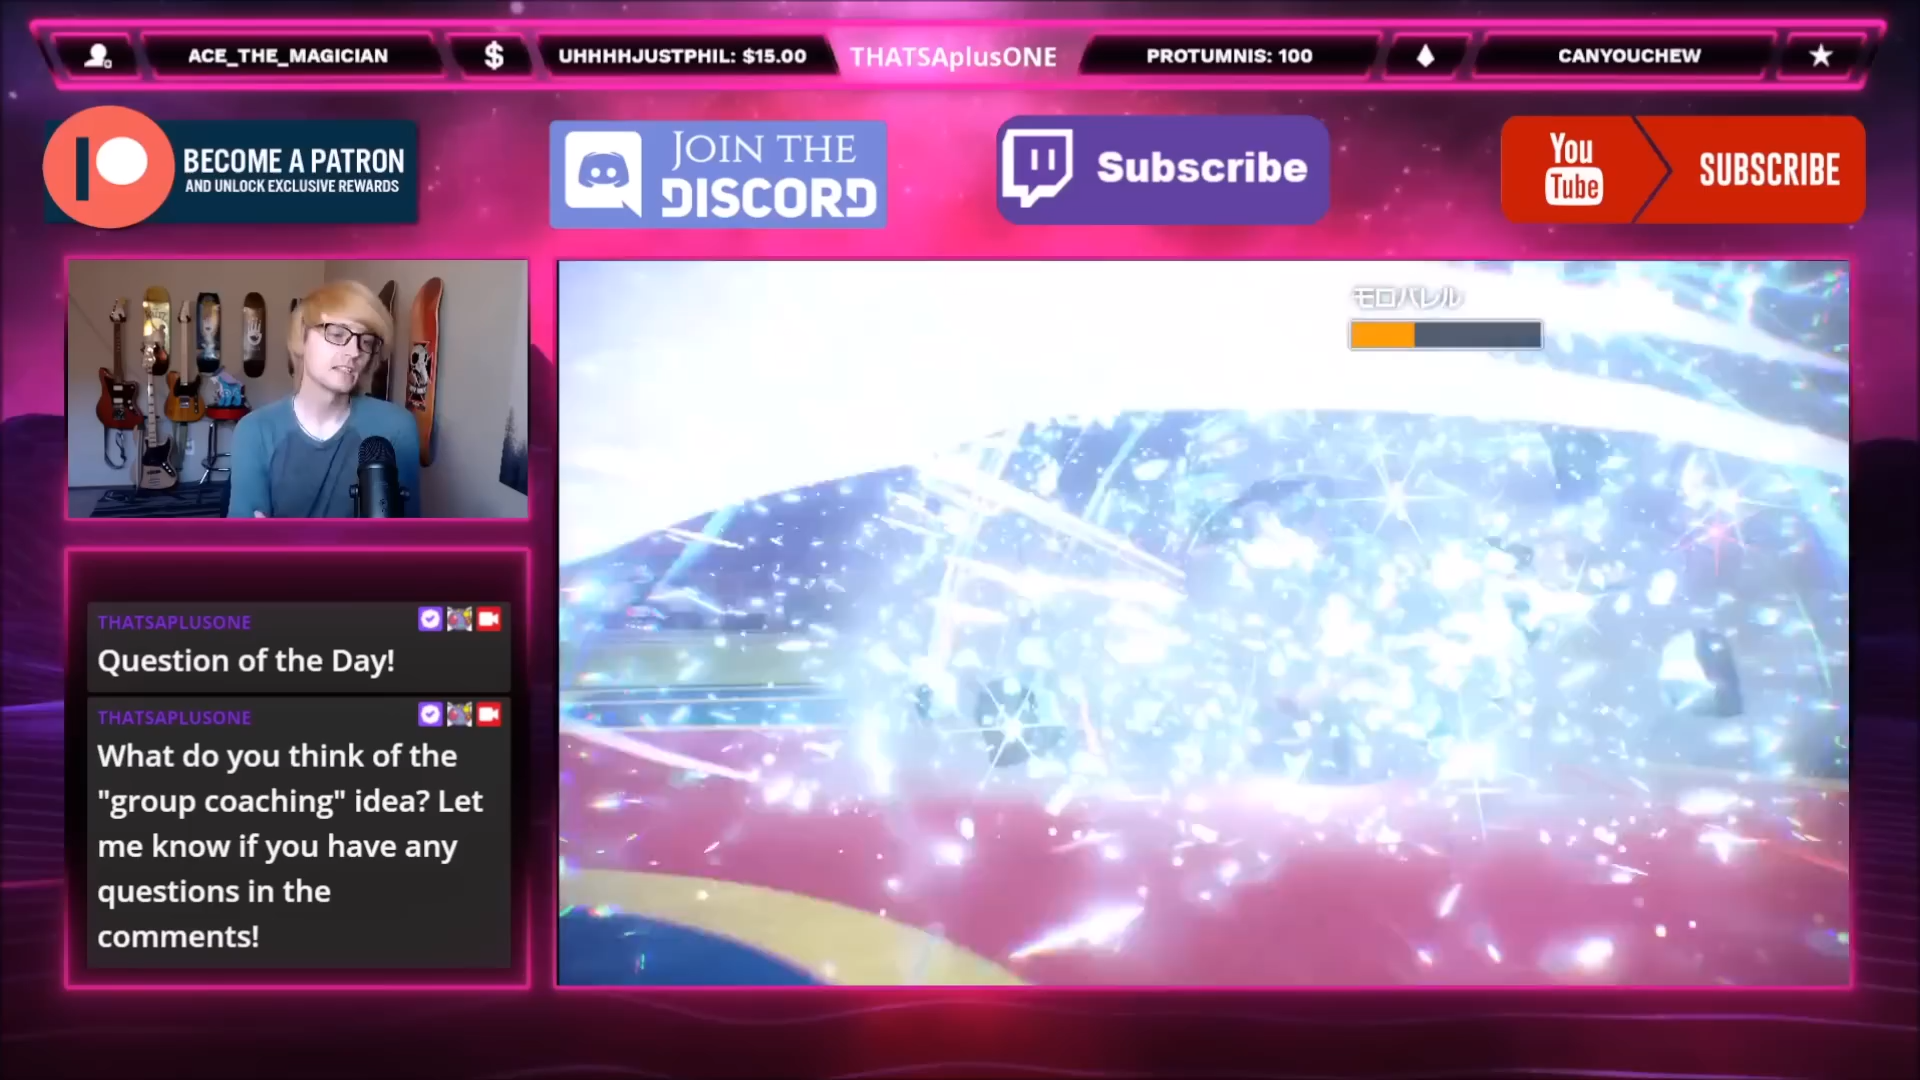 ACE_THE_MAGICIAN
$
UHHHHJUSTPHIL: $15.00
THATSAplusONE
PROTUMNIS: 100
CANYOUCHEW
BECOME A PATRON
AND UNLOCK EXCLUSIVE REWARDS
JOIN THE
DISCORD
Subscribe
You
Tube
SUBSCRIBE
モロバレル
THATSAPLUSONE
Question of the Day!
THATSAPLUSONE
What do you think of the
"group coaching" idea? Let
me know if you have any
questions in the
comments!